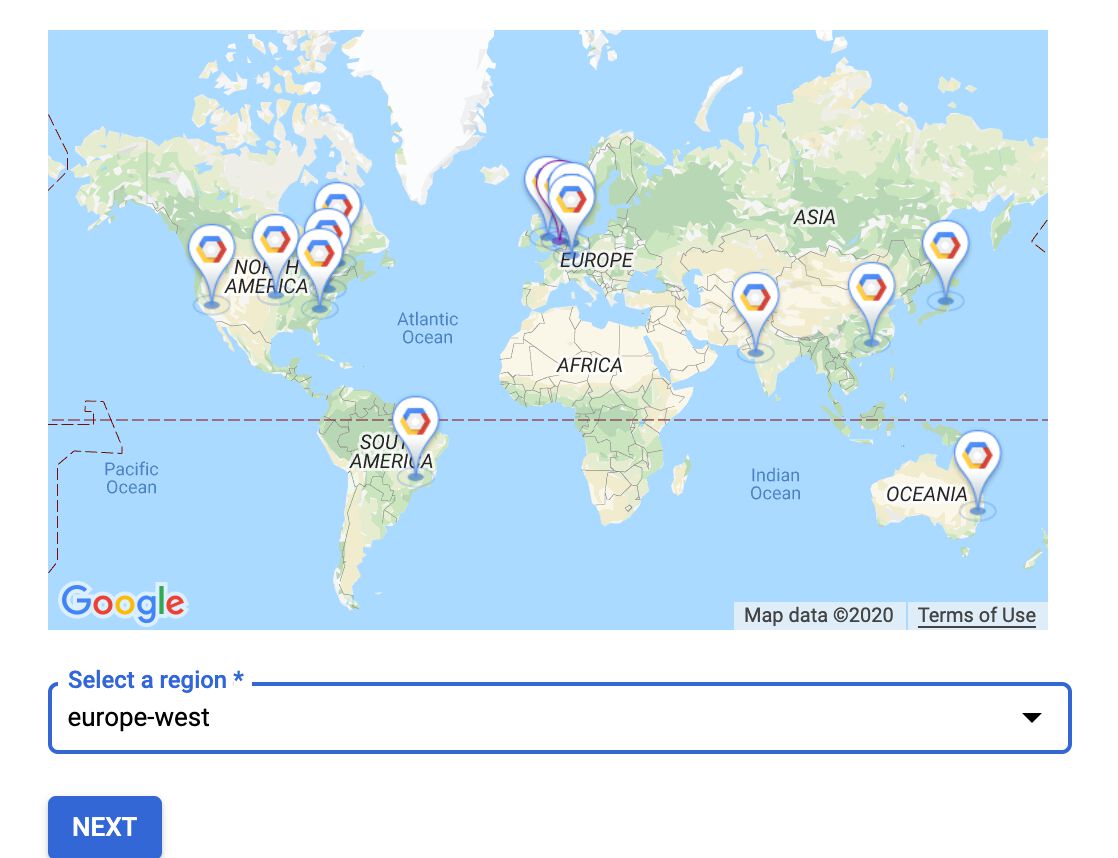 ASIA
EUROPE
NORTH
AMERICA
Atlantic
Ocean
AFRICA
SOUTH
AMERICA
Pacific
Ocean
Indian
Ocean
OCEANIA
Google
Map data ©2020 Terms of Use
Select a region *
europe-west
NEXT